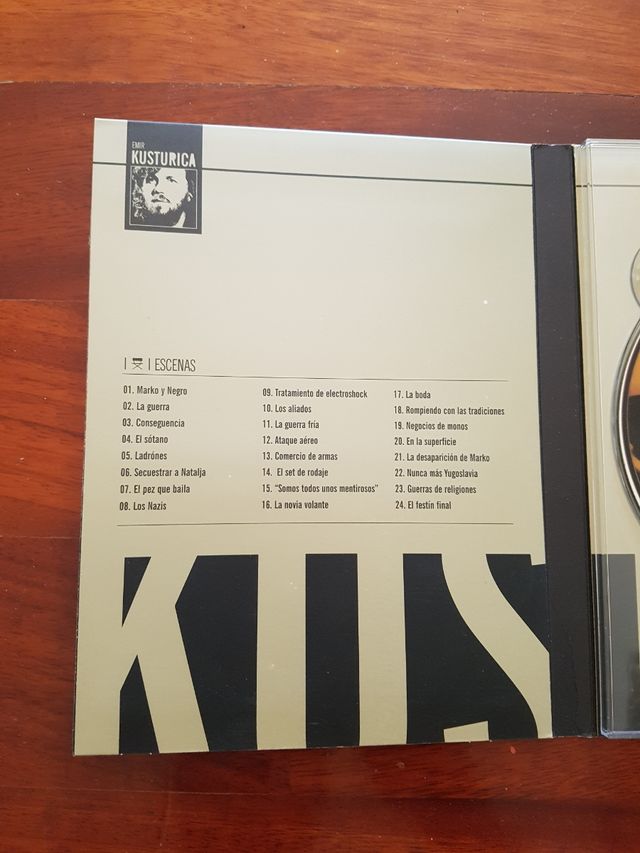 EMIR
KUSTURICA
ESCENAS
01. Marko y Negro
02. La guerra
03. Conseguencia
04. El sótano
05. Ladrónes
06. Secuestrar a Natalja
07. El pez que baila
08. Los Nazis
09. Tratamiento de electroshock
10. Los aliados
11. La guerra fría
12. Ataque aéreo
13. Comercio de armas
14. El set de rodaje
15. "Somos todos unos mentirosos"
16. La novia volante
17. La boda
18. Rompiendo con las tradiciones
19. Negocios de monos
20. En la superficie
21. La desaparición de Marko
22. Nunca más Yugoslavia
23. Guerras de religiones
24. El festín final
KUS